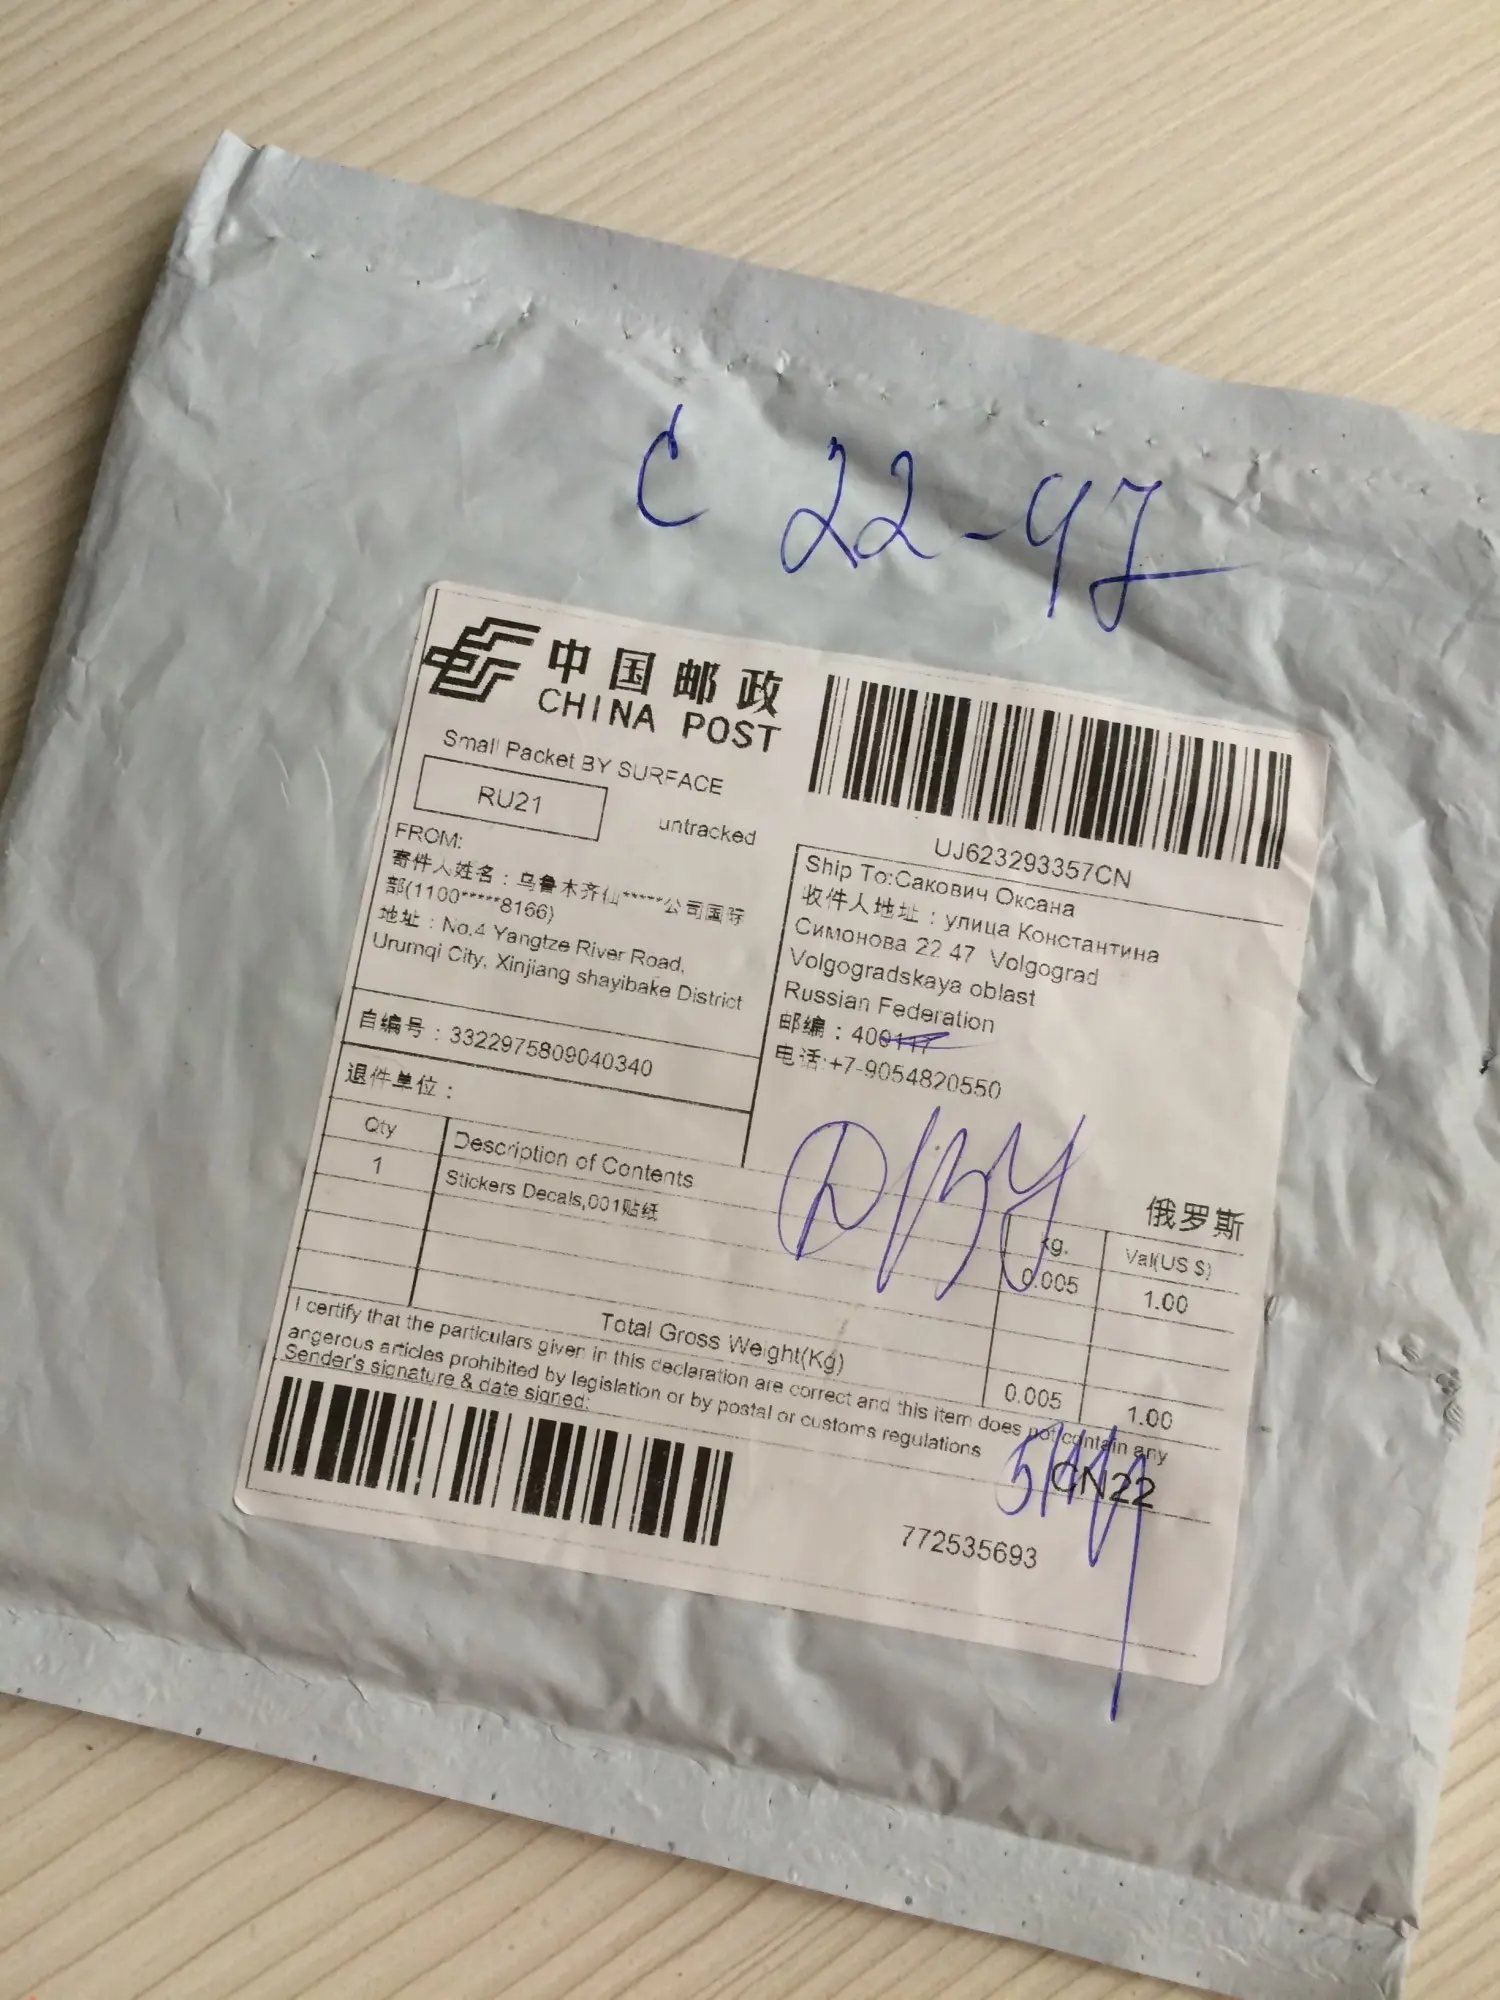 С 22-47
中国邮政
CHINA POST
Small Packet BY SURFACE
RU21
untracked
UJ623293357CN
FROM:
寄件人姓名：乌鲁木齐仙*****公司国际
部(1100*****8166)
地址：No.4 Yangtze River Road,
Urumqi City, Xinjiang shayibake District
自编号：3322975809040340
退件单位：
Ship To:Сакович Оксана
收件人地址：улица Константина
Симонова 22 47 Volgograd
Volgogradskaya oblast
Russian Federation
邮编：
电话:+7-9054820550
俄罗斯
Qty Description of Contents kg. Val(US $)
1 Stickers Decals,001贴纸 0.005 1.00
Total Gross Weight(Kg) 0.005 1.00
I certify that the particulars given in this declaration are correct and this item does not contain any
angerous articles prohibited by legislation or by postal or customs regulations
Sender's signature & date signed:
CN22
772535693